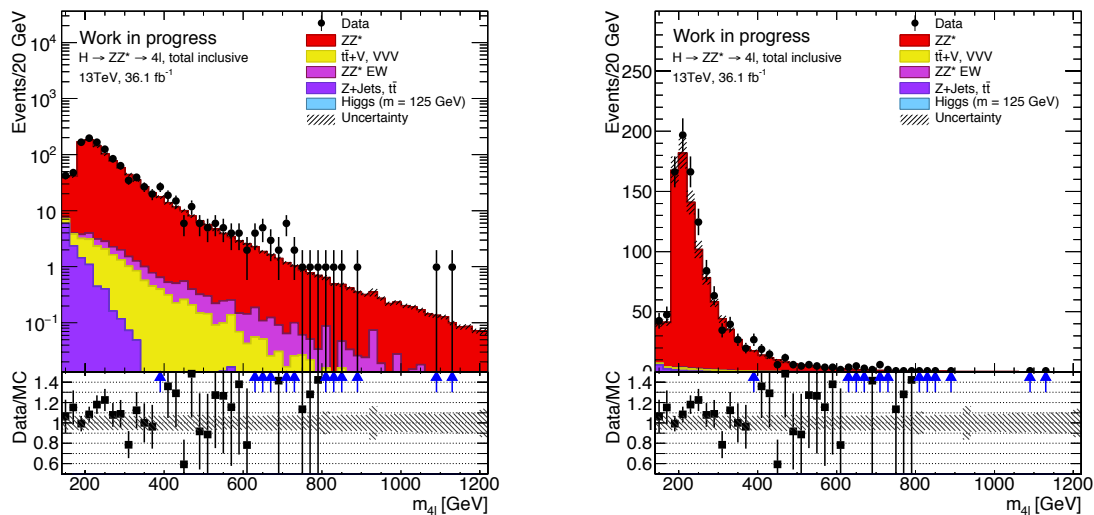 Events/20 GeV
10⁴
10³
10²
10
1
10⁻¹
Work in progress
H → ZZ* → 4l, total inclusive
13TeV, 36.1 fb⁻¹
Data
ZZ*
tt̄+V, VVV
ZZ* EW
Z+Jets, tt̄
Higgs (m = 125 GeV)
Uncertainty
Data/MC
1.4
1.2
1
0.8
0.6
200 400 600 800 1000 1200
m4l [GeV]
Events/20 GeV
250
200
150
100
50
0
Work in progress
H → ZZ* → 4l, total inclusive
13TeV, 36.1 fb⁻¹
Data
ZZ*
tt̄+V, VVV
ZZ* EW
Z+Jets, tt̄
Higgs (m = 125 GeV)
Uncertainty
Data/MC
1.4
1.2
1
0.8
0.6
200 400 600 800 1000 1200
m4l [GeV]